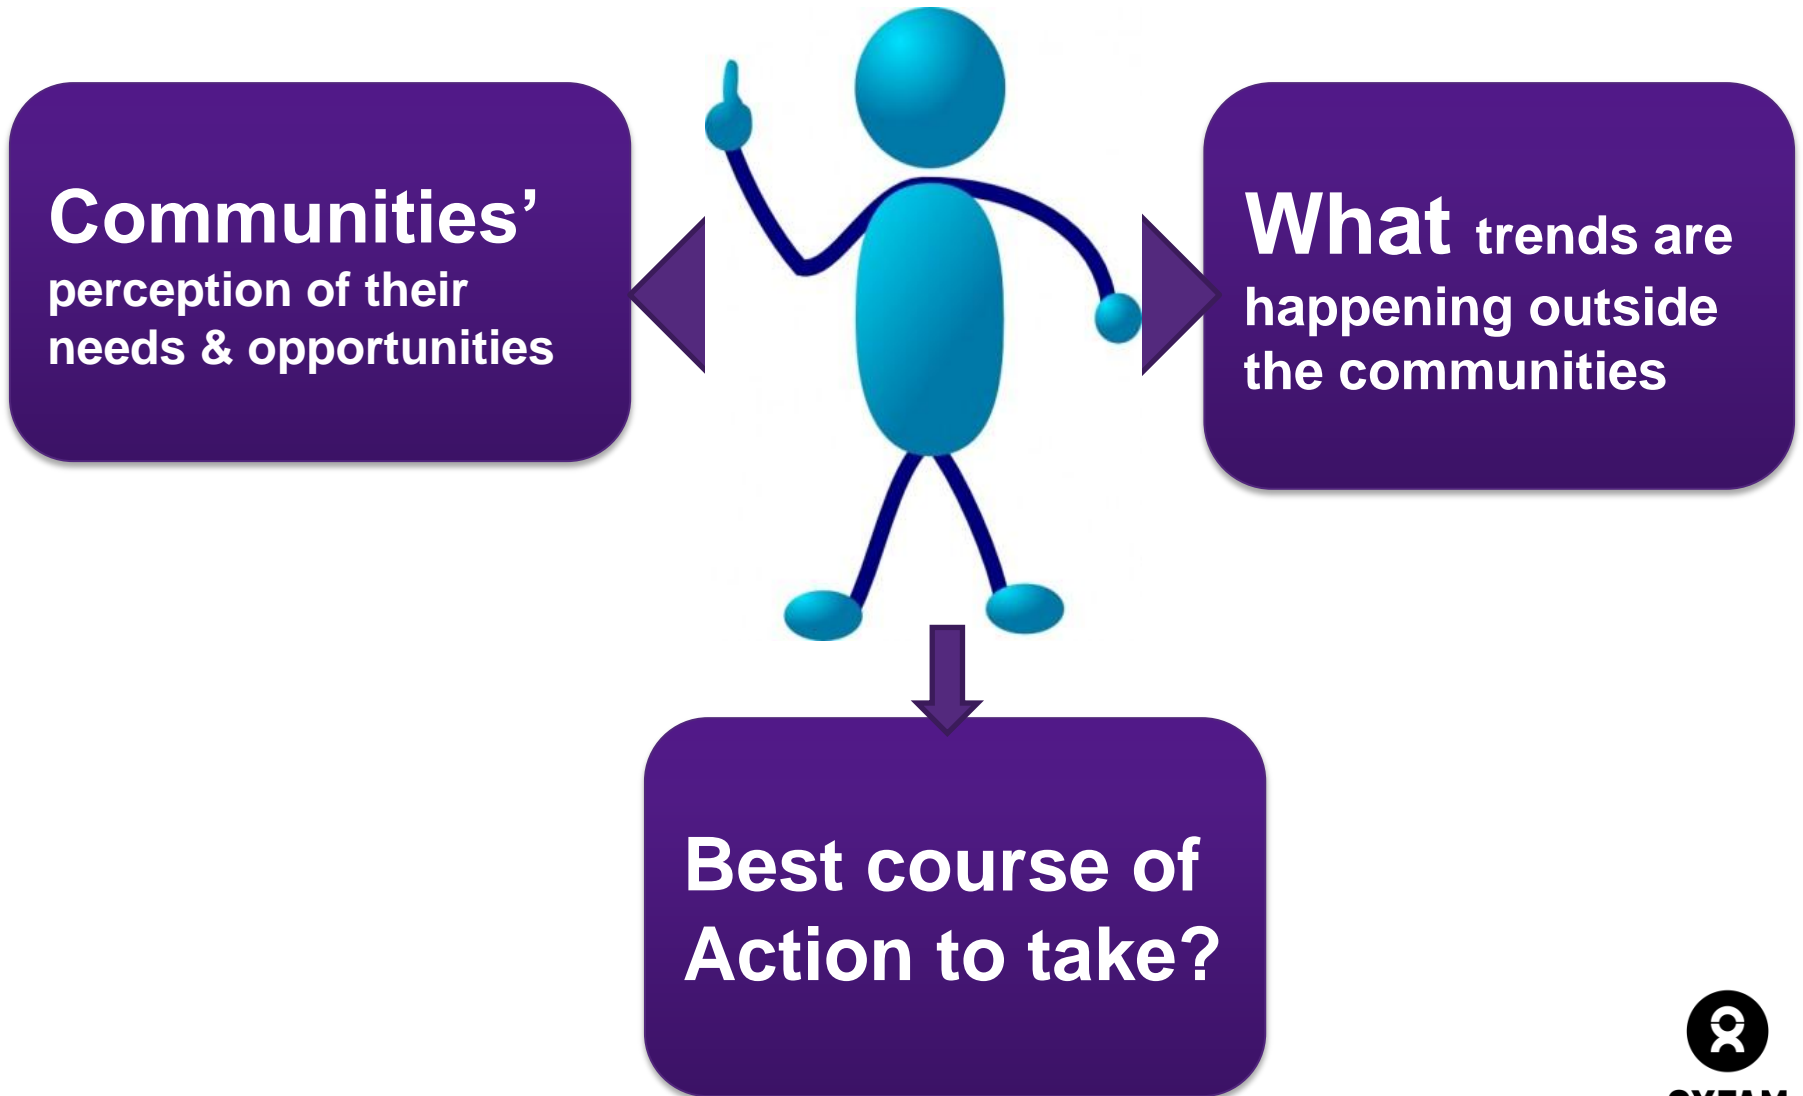 Communities’
perception of their
needs & opportunities
What trends are
happening outside
the communities
Best course of
Action to take?
OXFAM